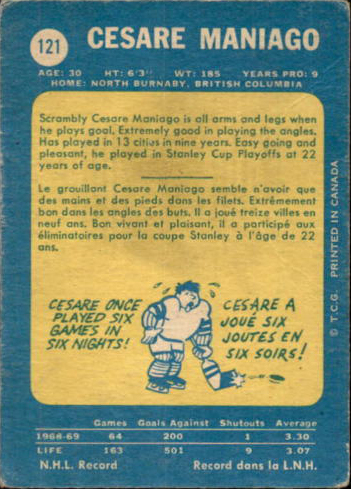 121 CESARE MANIAGO
AGE: 30 HT: 6'3" WT: 185 YEARS PRO: 9
HOME: NORTH BURNABY, BRITISH COLUMBIA
Scrambly Cesare Maniago is all arms and legs when
he plays goal. Extremely good in playing the angles.
Has played in 13 cities in nine years. Easy going and
pleasant, he played in Stanley Cup Playoffs at 22
years of age.
Le grouillant Cesare Maniago semble n'avoir que
des mains et des pieds dans les filets. Extrêmement
bon dans les angles des buts. Il a joué treize villes en
neuf ans. Bon vivant et plaisant, il a participé aux
éliminatoires pour la coupe Stanley à l'âge de 22
ans.
CESARE ONCE
PLAYED SIX
GAMES IN
SIX NIGHTS!
CESARE A
JOUÉ SIX
JOUTES EN
SIX SOIRS!
© T.C.G. PRINTED IN CANADA
Games Goals Against Shutouts Average
1968-69 64 200 1 3.30
LIFE 163 501 9 3.07
N.H.L. Record Record dans la L.N.H.